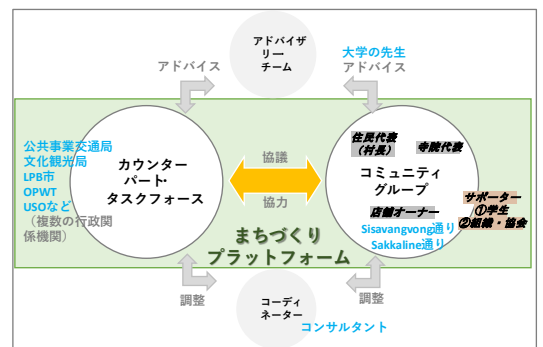 アドバイザ
リー・
チーム
アドバイス
大学の先生
アドバイス
公共事業交通局
文化観光局
LPB市
OPWT
USOなど
（複数の行政関
係機関）
カウンター
パート・
タスクフォース
協議
協力
住民代表
（村長）
寺院代表
コミュニティ
グループ
店舗オーナー
Sisavangvong通り
Sakkaline通り
サポーター
①学生
②組織・協会
まちづくり
プラットフォーム
調整
コーディ
ネーター
調整
コンサルタント